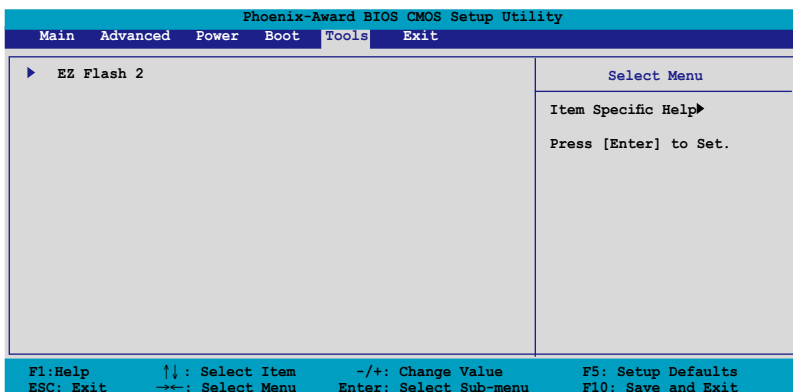 Phoenix-Award BIOS CMOS Setup Utility
Main Advanced Power Boot Tools Exit
EZ Flash 2
Select Menu
Item Specific Help
Press [Enter] to Set.
F1:Help ↑↓: Select Item -/+: Change Value F5: Setup Defaults
ESC: Exit →←: Select Menu Enter: Select Sub-menu F10: Save and Exit